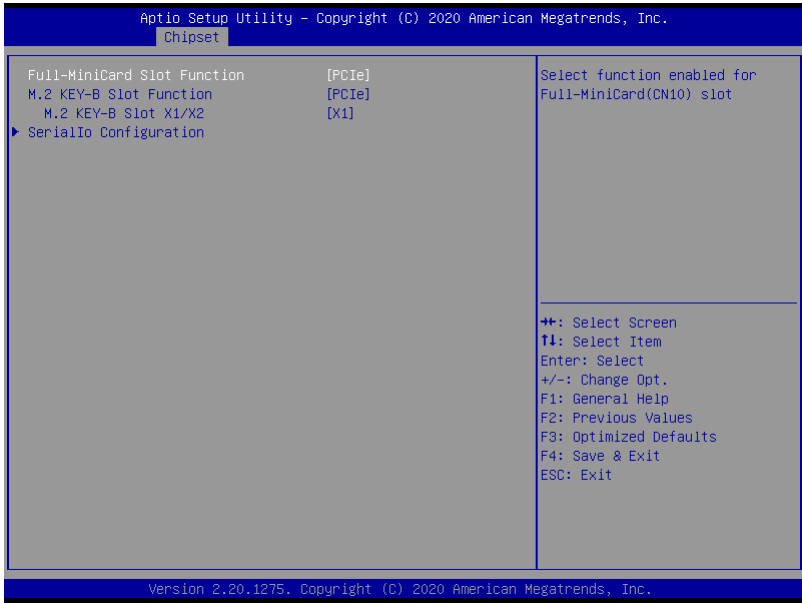 Aptio Setup Utility – Copyright (C) 2020 American Megatrends, Inc.
Chipset
Full-MiniCard Slot Function [PCIe]
M.2 KEY-B Slot Function [PCIe]
M.2 KEY-B Slot X1/X2 [X1]
SerialIo Configuration
Select function enabled for
Full-MiniCard(CN10) slot
→←: Select Screen
↑↓: Select Item
Enter: Select
+/-: Change Opt.
F1: General Help
F2: Previous Values
F3: Optimized Defaults
F4: Save & Exit
ESC: Exit
Version 2.20.1275. Copyright (C) 2020 American Megatrends, Inc.